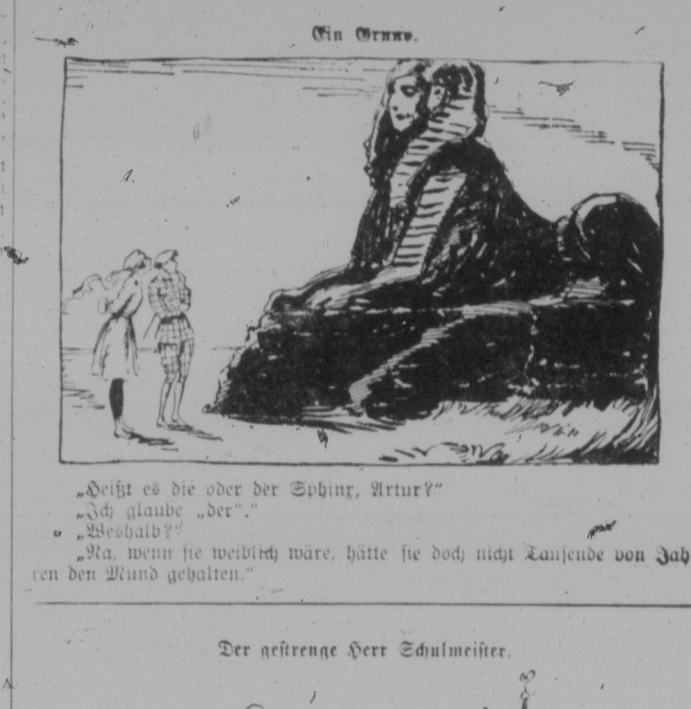 Ein Grund.
„Heißt es die oder der Sphinx, Artur?“
„Ich glaube „der“.“
„Weshalb?“
„Na, wenn sie weiblich wäre, hätte sie doch nicht Tausende von Jah
ren den Mund gehalten.“
Der gestrenge Herr Schulmeister.